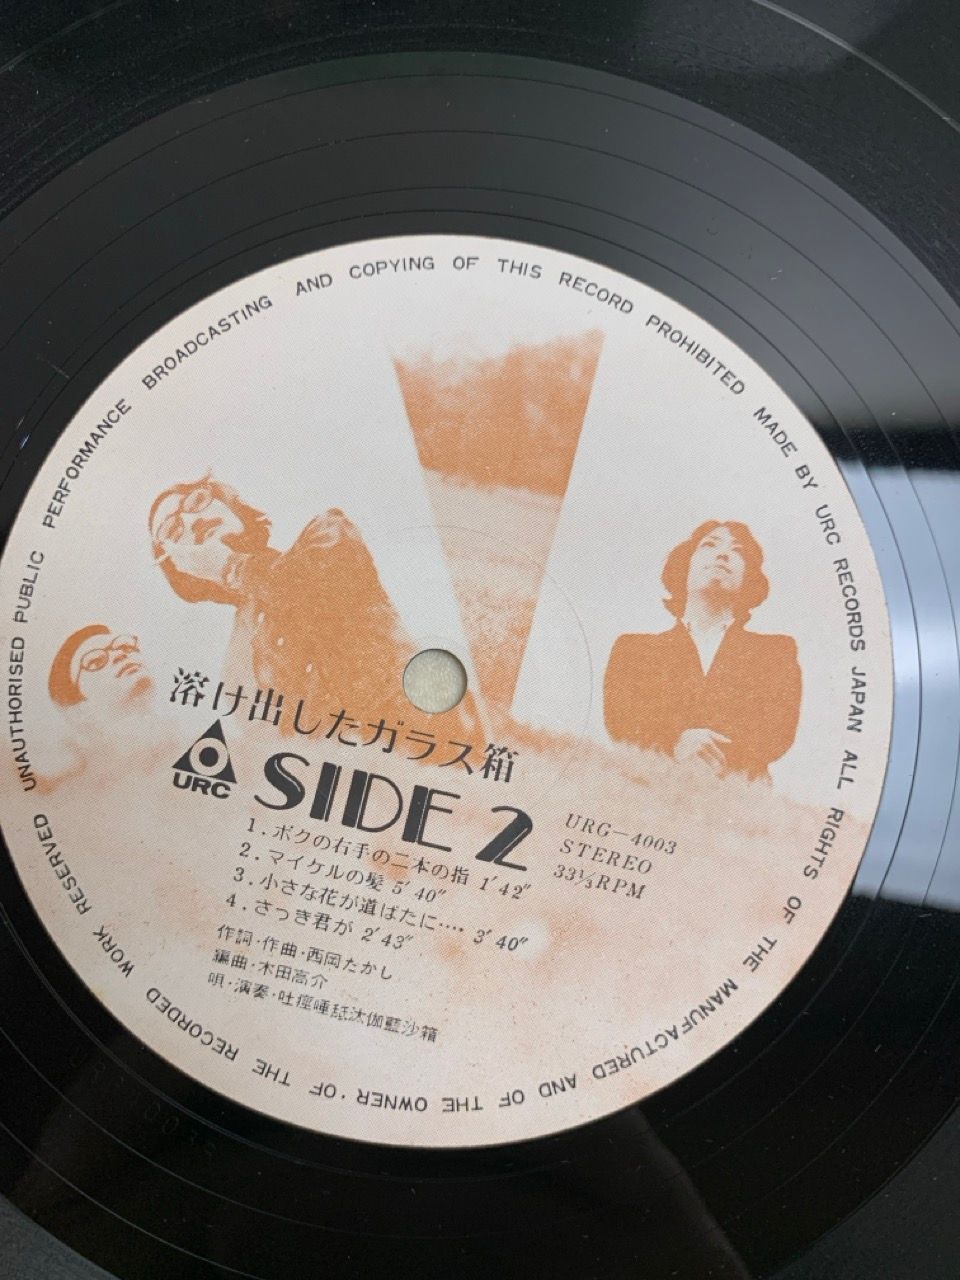 UNAUTHORISED PUBLIC PERFORMANCE BROADCASTING AND COPYING OF THIS RECORD PROHIBITED MADE BY URC RECORDS JAPAN ALL RIGHTS OF THE MANUFACTURED AND OF THE OWNER OF THE RECORDED WORK RESERVED
溶け出したガラス箱
URC
SIDE 2
URG-4003
STEREO
33⅓RPM
1.ボクの右手の二本の指 1′42″
2.マイケルの髪 5′40″
3.小さな花が道ばたに‥‥ 3′40″
4.さっき君が 2′43″
作詞・作曲・西岡たかし
編曲・木田高介
唄・演奏・吐痙唾舐汰伽藍沙箱